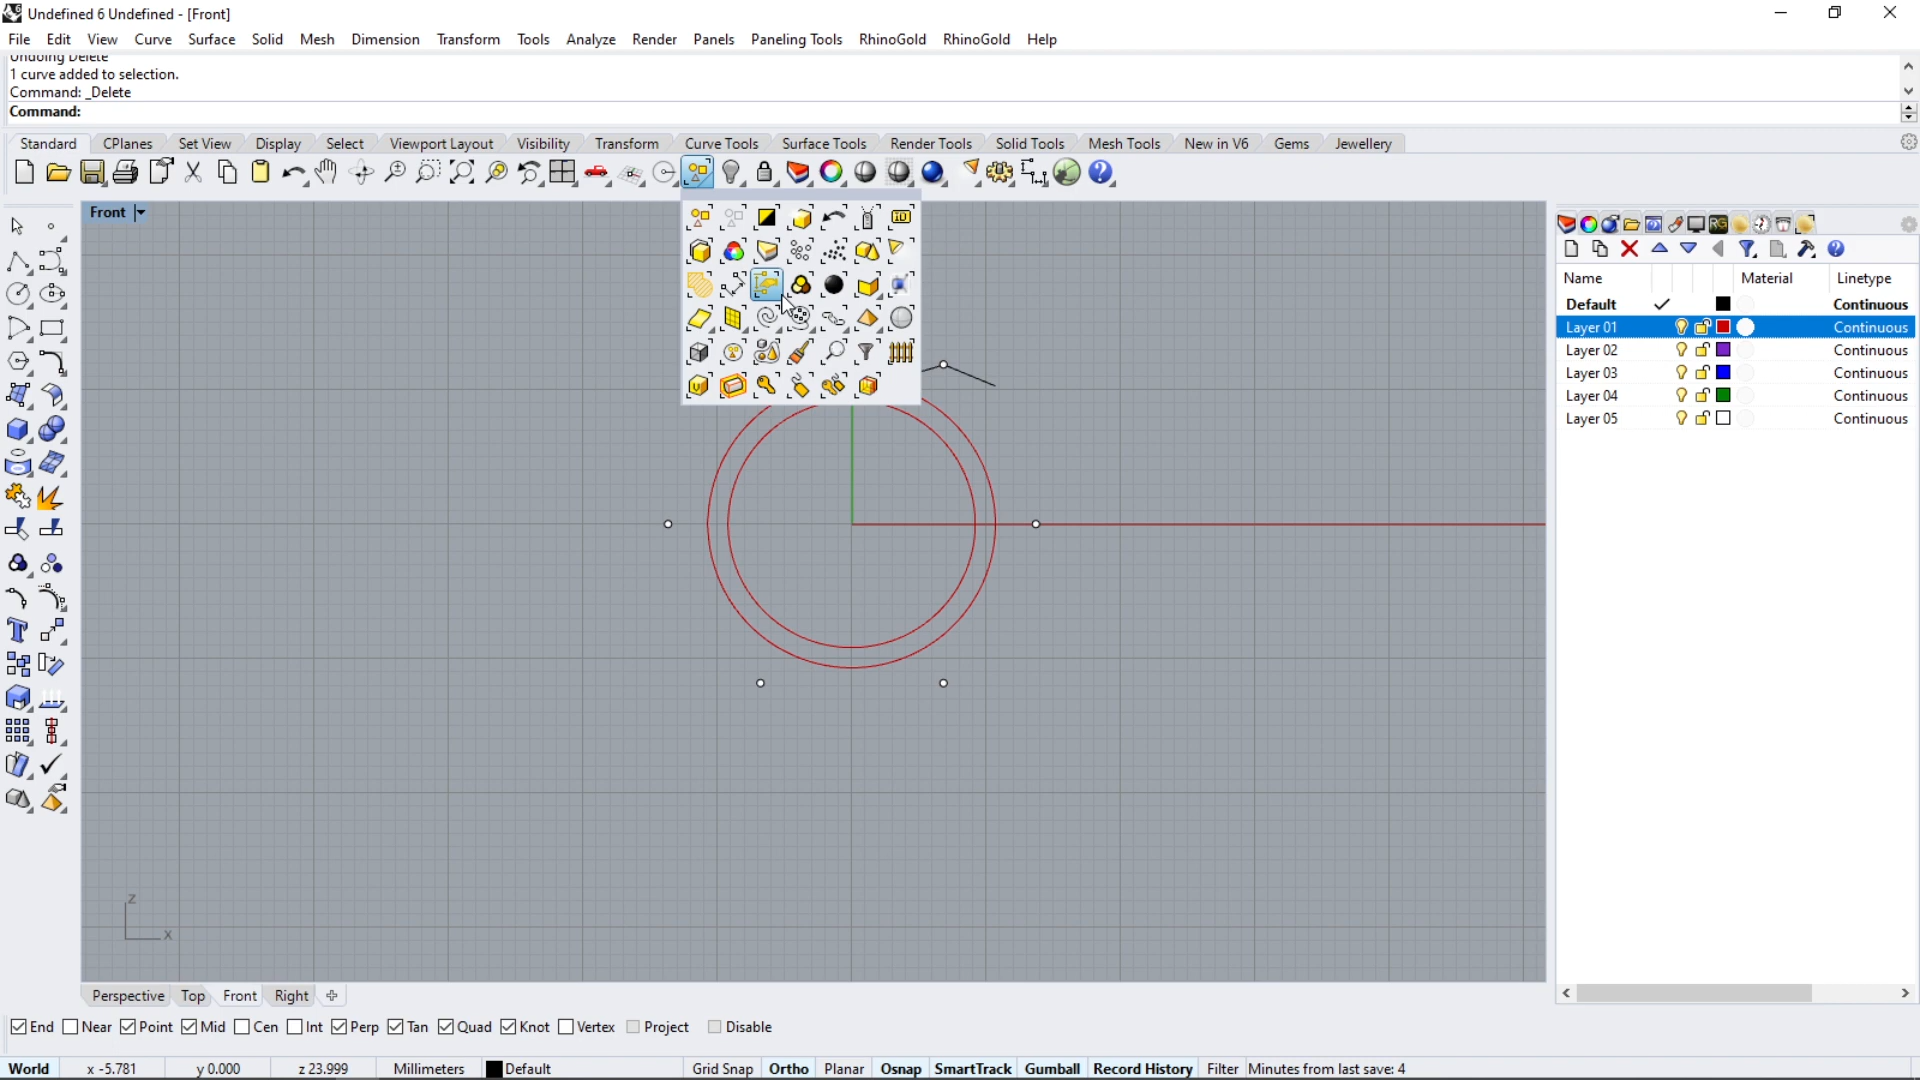 Undefined 6 Undefined - [Front]
File Edit View Curve Surface Solid Mesh Dimension Transform Tools Analyze Render Panels Paneling Tools RhinoGold RhinoGold Help
Undoing Delete
1 curve added to selection.
Command: _Delete
Command:
Standard CPlanes Set View Display Select Viewport Layout Visibility Transform Curve Tools Surface Tools Render Tools Solid Tools Mesh Tools New in V6 Gems Jewellery
Front
Name Material Linetype
Default Continuous
Layer 01 Continuous
Layer 02 Continuous
Layer 03 Continuous
Layer 04 Continuous
Layer 05 Continuous
z
x
Perspective Top Front Right
End Near Point Mid Cen Int Perp Tan Quad Knot Vertex Project Disable
World x -5.781 y 0.000 z 23.999 Millimeters Default Grid Snap Ortho Planar Osnap SmartTrack Gumball Record History Filter Minutes from last save: 4